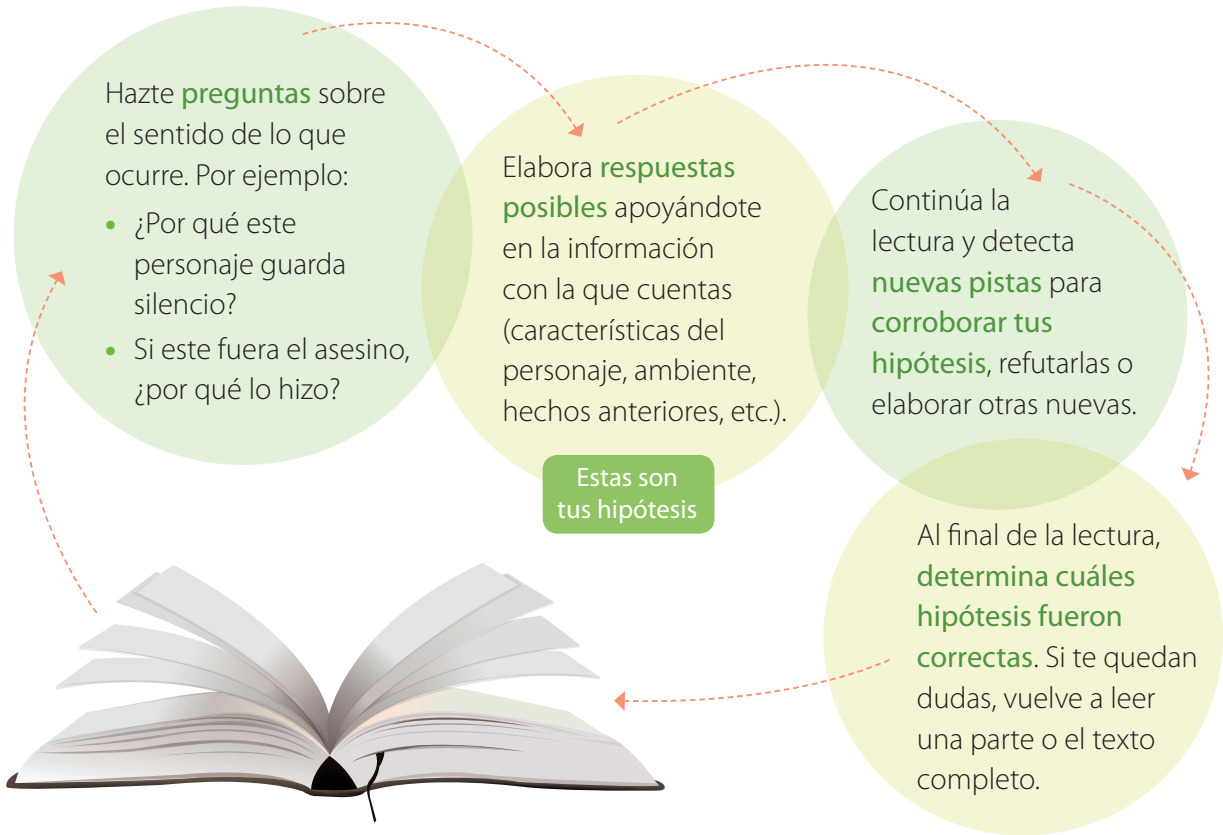 Hazte preguntas sobre
el sentido de lo que
ocurre. Por ejemplo:
• ¿Por qué este
personaje guarda
silencio?
• Si este fuera el asesino,
¿por qué lo hizo?
Elabora respuestas
posibles apoyándote
en la información
con la que cuentas
(características del
personaje, ambiente,
hechos anteriores, etc.).
Estas son
tus hipótesis
Continúa la
lectura y detecta
nuevas pistas para
corroborar tus
hipótesis, refutarlas o
elaborar otras nuevas.
Al final de la lectura,
determina cuáles
hipótesis fueron
correctas. Si te quedan
dudas, vuelve a leer
una parte o el texto
completo.